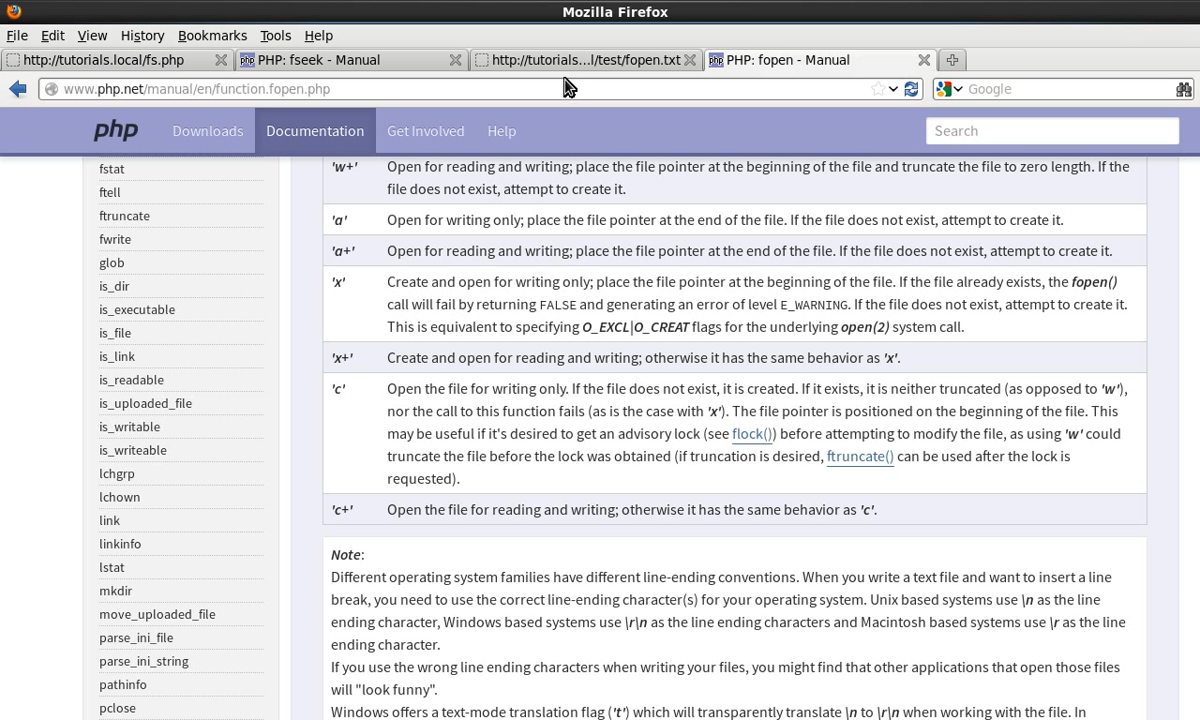 Mozilla Firefox
File Edit View History Bookmarks Tools Help
http://tutorials.local/fs.php
php PHP: fseek - Manual
http://tutorials...l/test/fopen.txt
php PHP: fopen - Manual
www.php.net/manual/en/function.fopen.php
Google
php Downloads Documentation Get Involved Help Search
fstat
ftell
ftruncate
fwrite
glob
is_dir
is_executable
is_file
is_link
is_readable
is_uploaded_file
is_writable
is_writeable
lchgrp
lchown
link
linkinfo
lstat
mkdir
move_uploaded_file
parse_ini_file
parse_ini_string
pathinfo
pclose
'w+' Open for reading and writing; place the file pointer at the beginning of the file and truncate the file to zero length. If the
file does not exist, attempt to create it.
'a' Open for writing only; place the file pointer at the end of the file. If the file does not exist, attempt to create it.
'a+' Open for reading and writing; place the file pointer at the end of the file. If the file does not exist, attempt to create it.
'x' Create and open for writing only; place the file pointer at the beginning of the file. If the file already exists, the fopen()
call will fail by returning FALSE and generating an error of level E_WARNING. If the file does not exist, attempt to create it.
This is equivalent to specifying O_EXCL|O_CREAT flags for the underlying open(2) system call.
'x+' Create and open for reading and writing; otherwise it has the same behavior as 'x'.
'c' Open the file for writing only. If the file does not exist, it is created. If it exists, it is neither truncated (as opposed to 'w'),
nor the call to this function fails (as is the case with 'x'). The file pointer is positioned on the beginning of the file. This
may be useful if it's desired to get an advisory lock (see flock()) before attempting to modify the file, as using 'w' could
truncate the file before the lock was obtained (if truncation is desired, ftruncate() can be used after the lock is
requested).
'c+' Open the file for reading and writing; otherwise it has the same behavior as 'c'.
Note:
Different operating system families have different line-ending conventions. When you write a text file and want to insert a line
break, you need to use the correct line-ending character(s) for your operating system. Unix based systems use \n as the line
ending character, Windows based systems use \r\n as the line ending characters and Macintosh based systems use \r as the line
ending character.
If you use the wrong line ending characters when writing your files, you might find that other applications that open those files
will "look funny".
Windows offers a text-mode translation flag ('t') which will transparently translate \n to \r\n when working with the file. In